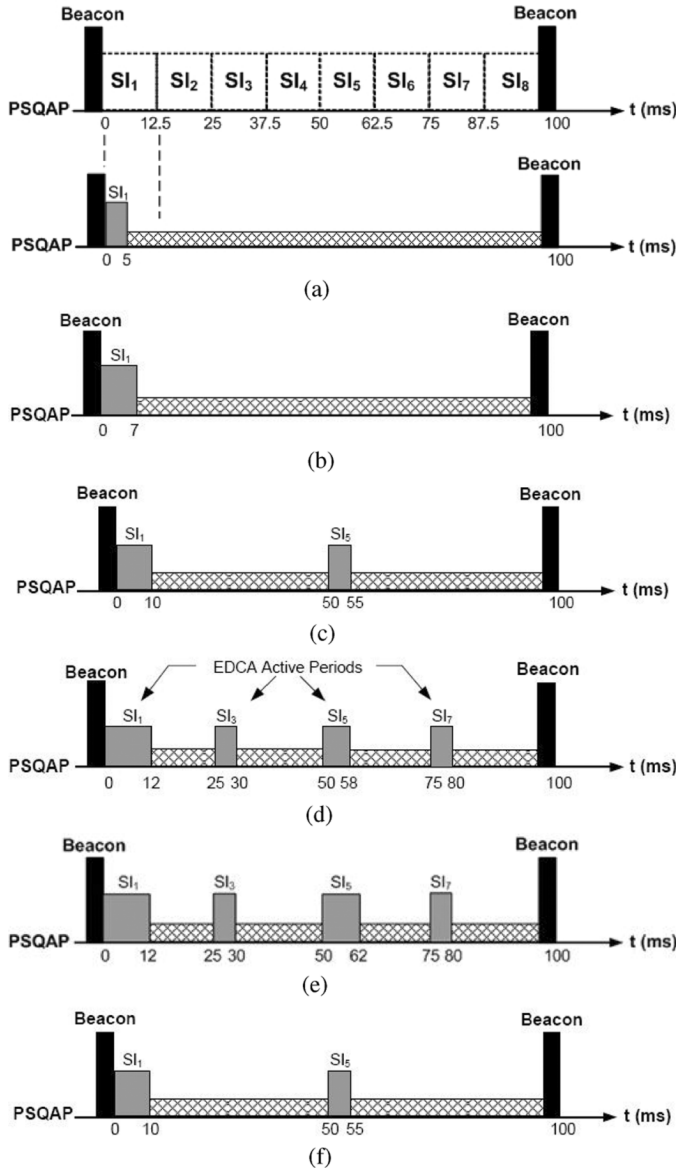 Beacon Beacon
SI1 SI2 SI3 SI4 SI5 SI6 SI7 SI8
PSQAP t (ms)
0 12.5 25 37.5 50 62.5 75 87.5 100
Beacon
SI1
PSQAP t (ms)
0 5 100
(a)
Beacon Beacon
SI1
PSQAP t (ms)
0 7 100
(b)
Beacon Beacon
SI1 SI5
PSQAP t (ms)
0 10 50 55 100
(c)
Beacon EDCA Active Periods Beacon
SI1 SI3 SI5 SI7
PSQAP t (ms)
0 12 25 30 50 58 75 80 100
(d)
Beacon Beacon
SI1 SI3 SI5 SI7
PSQAP t (ms)
0 12 25 30 50 62 75 80 100
(e)
Beacon Beacon
SI1 SI5
PSQAP t (ms)
0 10 50 55 100
(f)